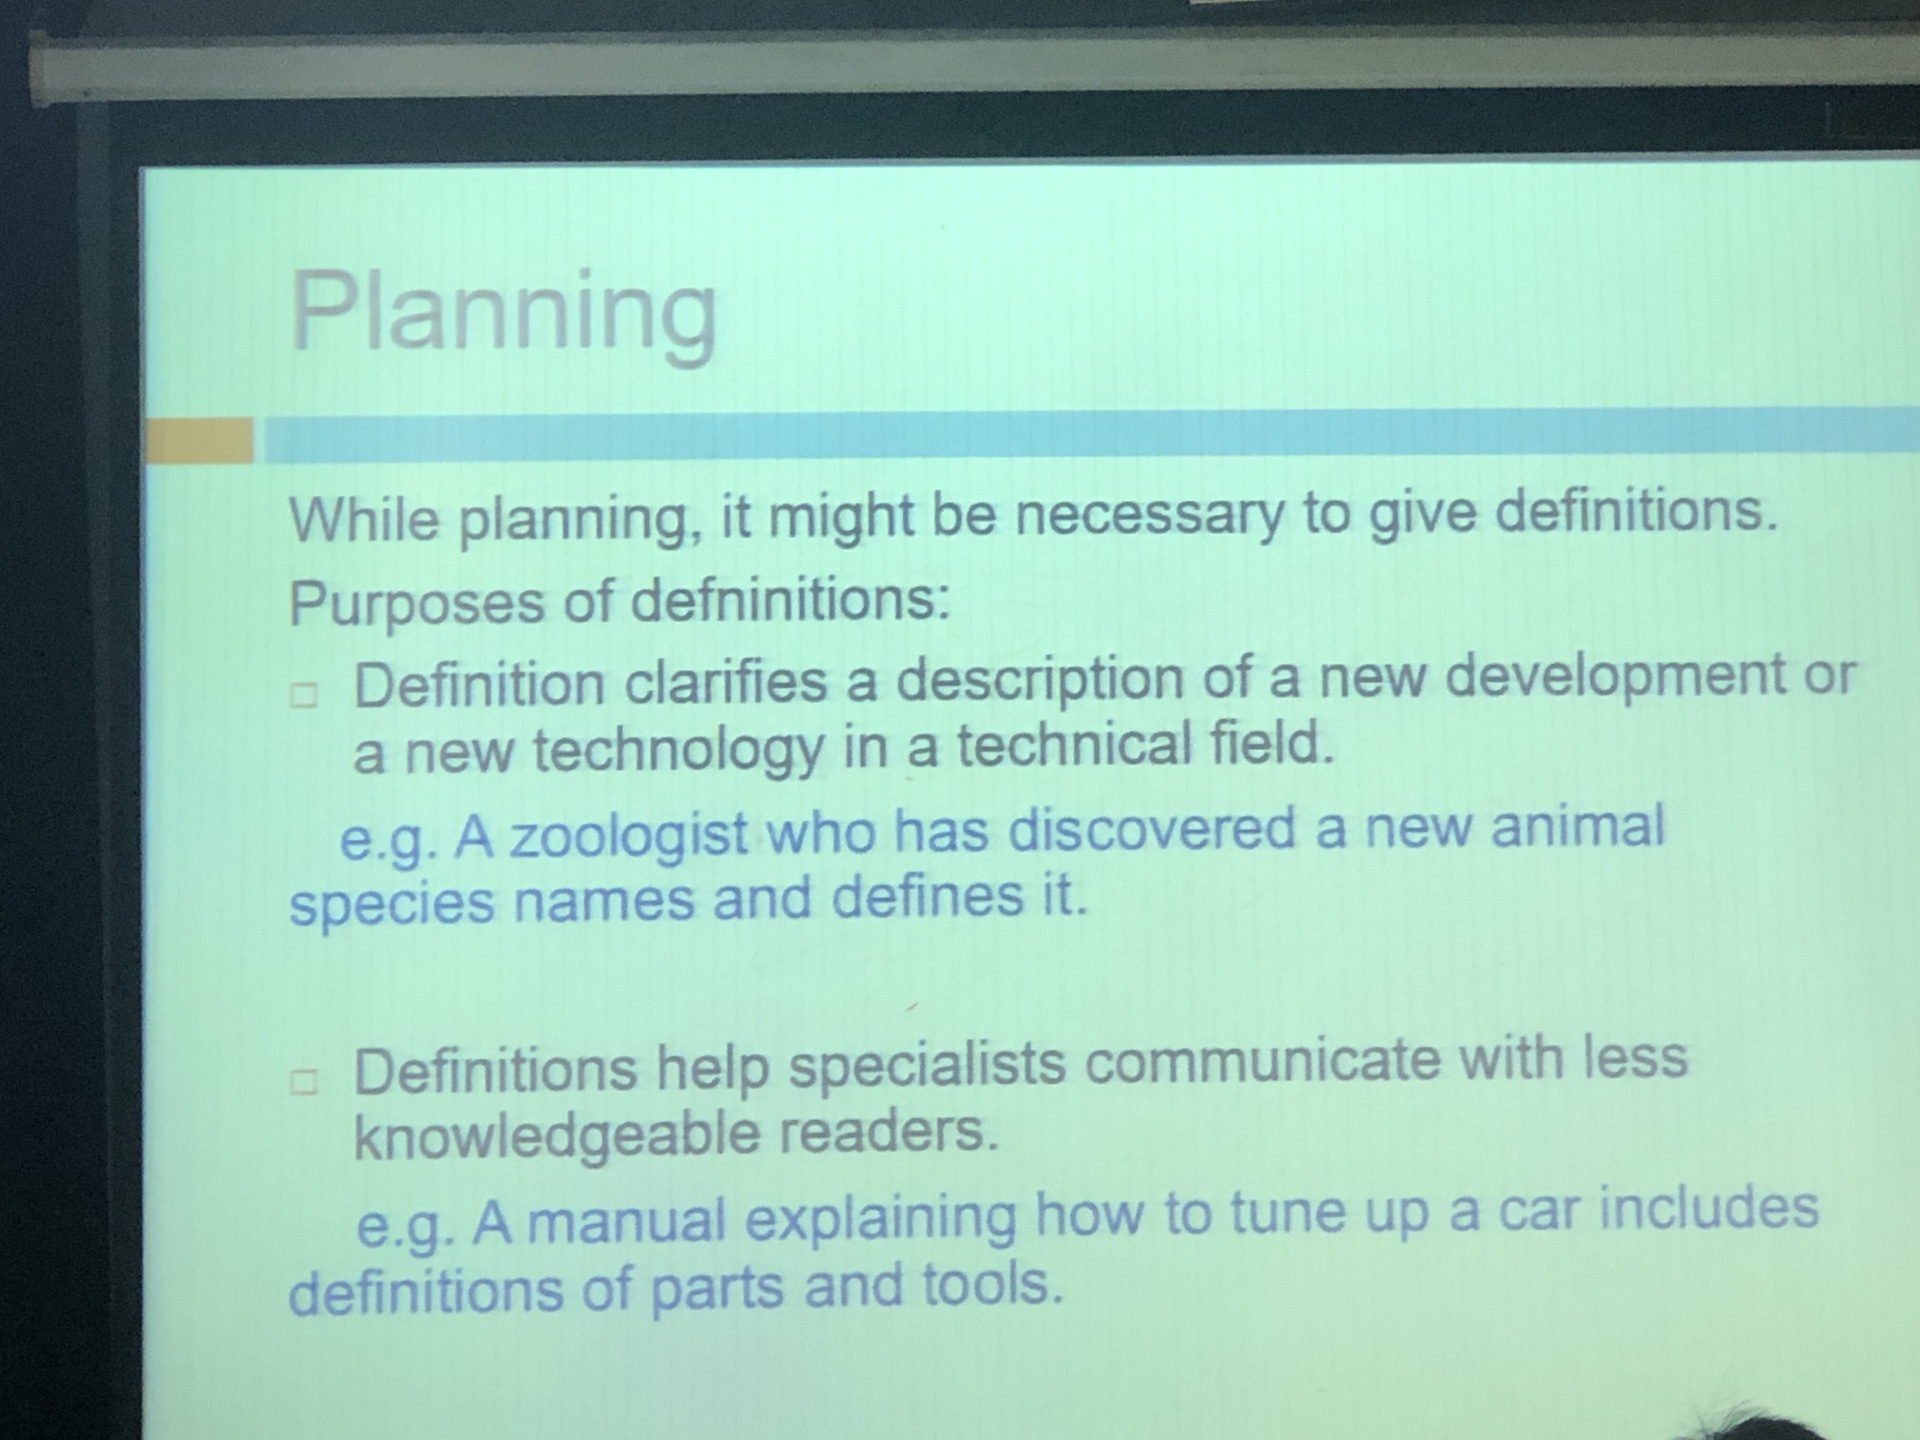 Planning
While planning, it might be necessary to give definitions.
Purposes of defninitions:
Definition clarifies a description of a new development or
a new technology in a technical field.
e.g. A zoologist who has discovered a new animal
species names and defines it.
Definitions help specialists communicate with less
knowledgeable readers.
e.g. A manual explaining how to tune up a car includes
definitions of parts and tools.